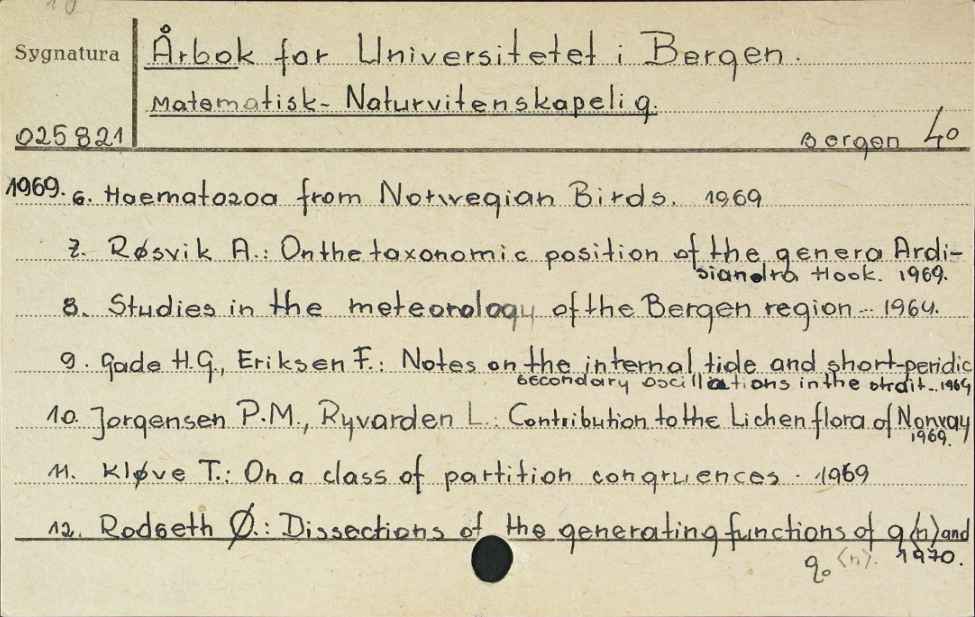 Årbok for Universitetet i Bergen.
Sygnatura
Matematisk-Naturvitenskapelig.
025821
Bergen 40
1969. 6. Haematozoa from Norwegian Birds. 1969
7. Røsvik A.: On the taxonomic position of the genera Ardi-
siandra Hook. 1969.
8. Studies in the meteorology of the Bergen region... 1964.
9. Gade H.G., Eriksen F.: Notes on the internal tide and short-peridic
secondary oscillations in the strait... 1969
10. Jorgensen P.M., Ryvarden L.: Contribution to the Lichen flora of Norvay
1969.
11. Kløve T.: On a class of partition congruences. 1969
12. Rodseth Ø.: Dissections of the generating functions of q(n) and
q₀(n). 1970.